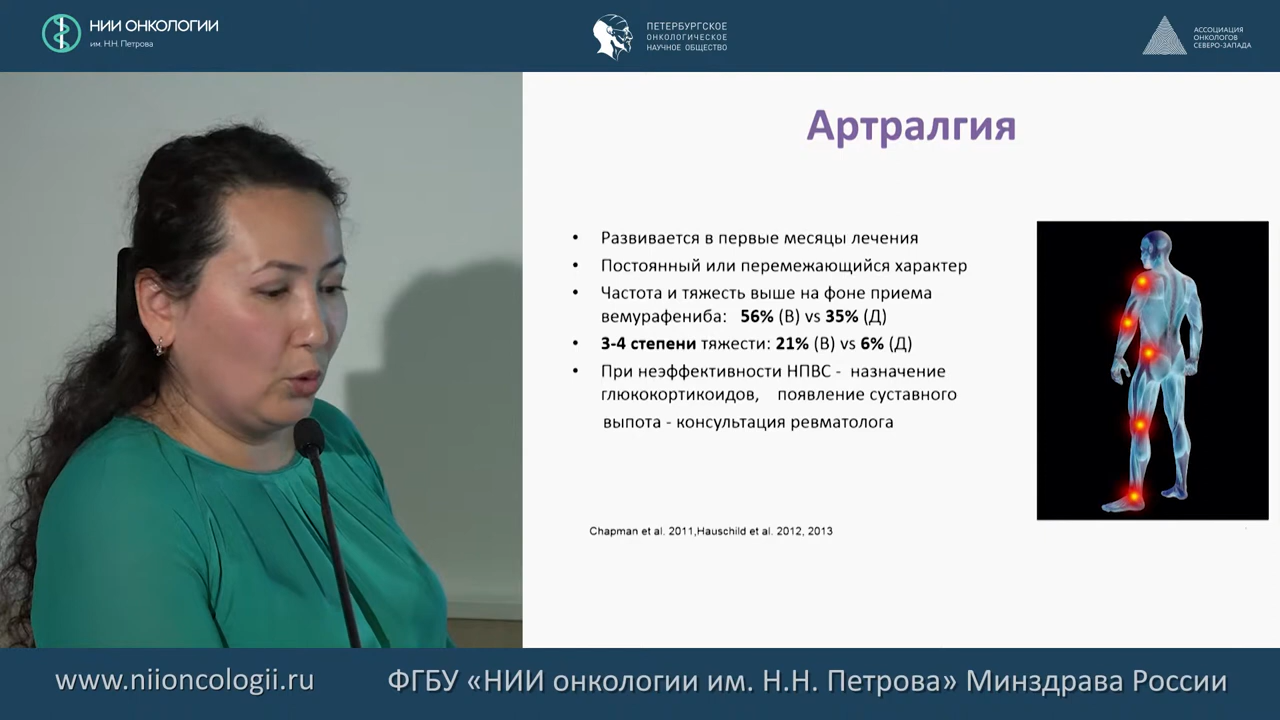 НИИ ОНКОЛОГИИ
им. Н.Н. Петрова
ПЕТЕРБУРГСКОЕ
ОНКОЛОГИЧЕСКОЕ
НАУЧНОЕ ОБЩЕСТВО
АССОЦИАЦИЯ
ОНКОЛОГОВ
СЕВЕРО-ЗАПАДА
Артралгия
• Развивается в первые месяцы лечения
• Постоянный или перемежающийся характер
• Частота и тяжесть выше на фоне приема
вемурафениба: 56% (В) vs 35% (Д)
• 3-4 степени тяжести: 21% (В) vs 6% (Д)
• При неэффективности НПВС - назначение
глюкокортикоидов, появление суставного
выпота - консультация ревматолога
Chapman et al. 2011,Hauschild et al. 2012, 2013
www.niioncologii.ru
ФГБУ «НИИ онкологии им. Н.Н. Петрова» Минздрава России